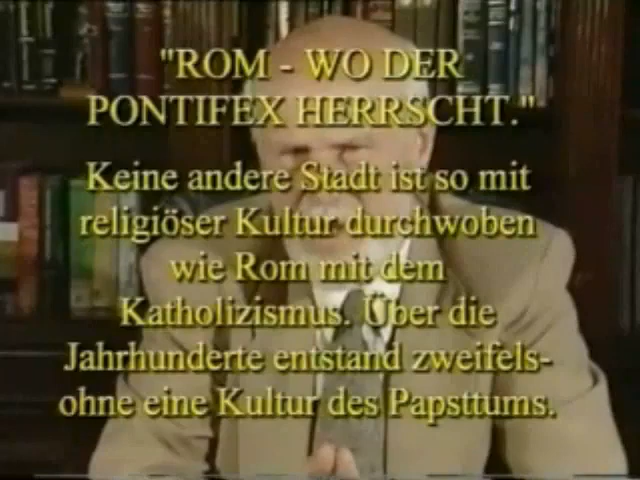 "ROM - WO DER
PONTIFEX HERRSCHT."
Keine andere Stadt ist so mit
religiöser Kultur durchwoben
wie Rom mit dem
Katholizismus. Über die
Jahrhunderte entstand zweifels-
ohne eine Kultur des Papsttums.